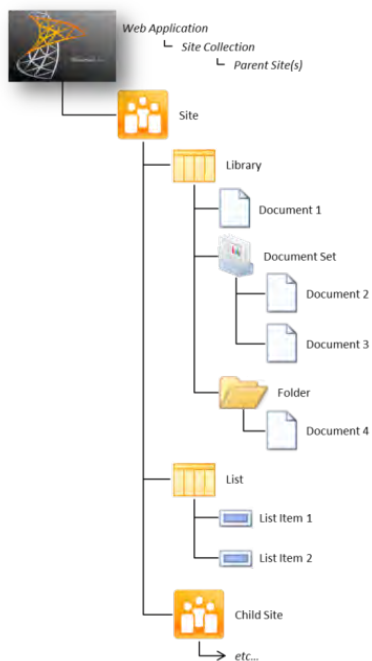 Web Application
Site Collection
Parent Site(s)
Site
Library
Document 1
Document Set
Document 2
Document 3
Folder
Document 4
List
List Item 1
List Item 2
Child Site
etc...